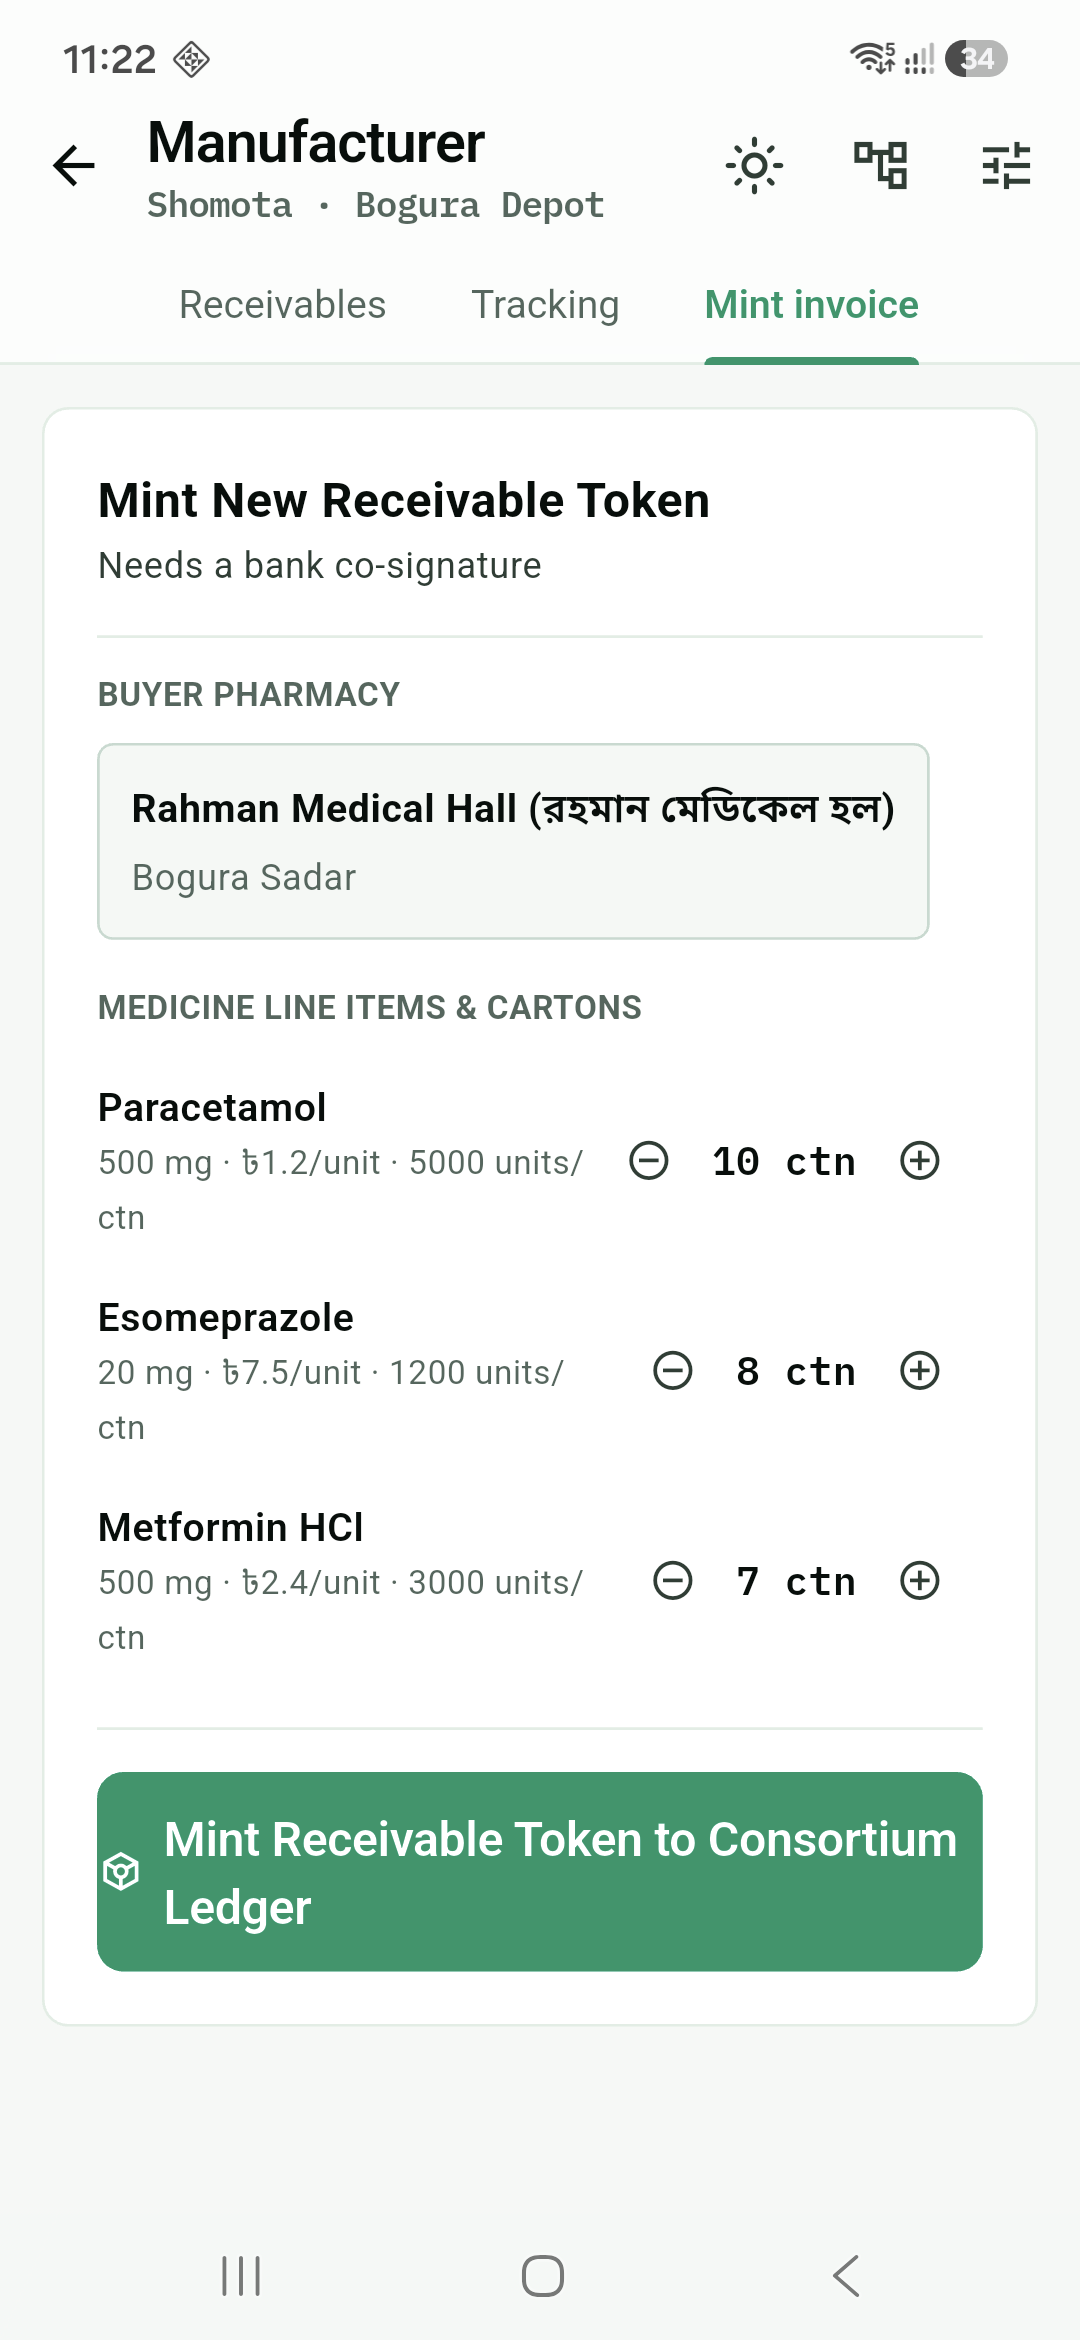 11:22
5
34
Manufacturer
Shomota · Bogura Depot
Receivables
Tracking
Mint invoice
Mint New Receivable Token
Needs a bank co-signature
BUYER PHARMACY
Rahman Medical Hall (রহমান মেডিকেল হল)
Bogura Sadar
MEDICINE LINE ITEMS & CARTONS
Paracetamol
500 mg · ৳1.2/unit · 5000 units/
ctn
10 ctn
Esomeprazole
20 mg · ৳7.5/unit · 1200 units/
ctn
8 ctn
Metformin HCl
500 mg · ৳2.4/unit · 3000 units/
ctn
7 ctn
Mint Receivable Token to Consortium
Ledger